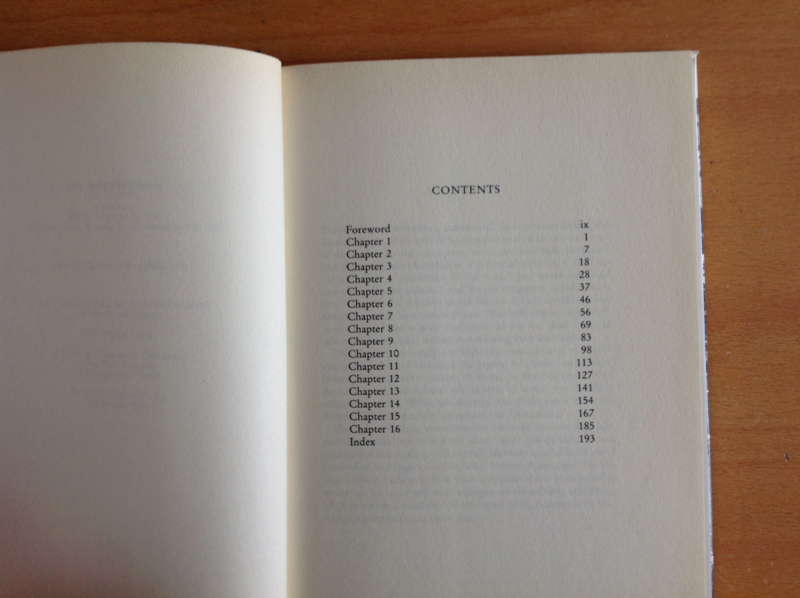 CONTENTS
Foreword ix
Chapter 1 1
Chapter 2 7
Chapter 3 18
Chapter 4 28
Chapter 5 37
Chapter 6 46
Chapter 7 56
Chapter 8 69
Chapter 9 83
Chapter 10 98
Chapter 11 113
Chapter 12 127
Chapter 13 141
Chapter 14 154
Chapter 15 167
Chapter 16 185
Index 193